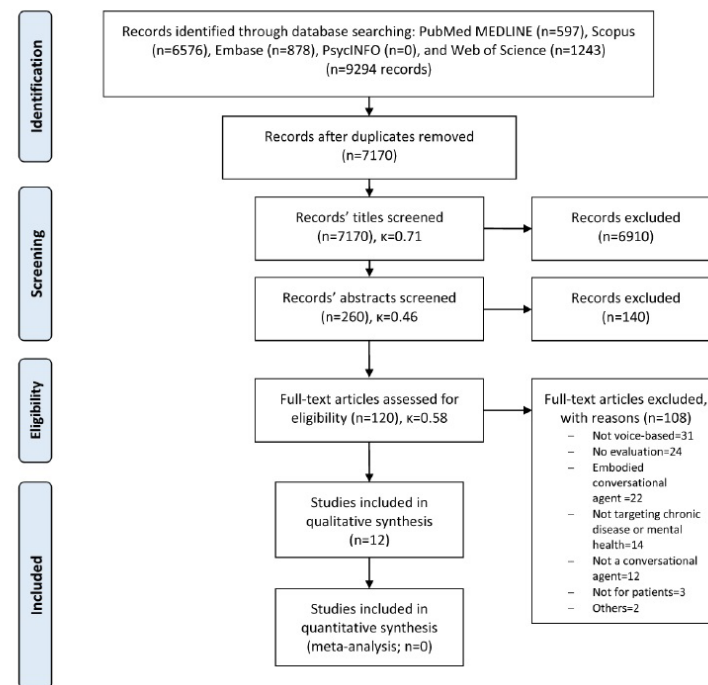 Identification
Records identified through database searching: PubMed MEDLINE (n=597), Scopus
(n=6576), Embase (n=878), PsycINFO (n=0), and Web of Science (n=1243)
(n=9294 records)
Records after duplicates removed
(n=7170)
Screening
Records' titles screened
(n=7170), κ=0.71
Records excluded
(n=6910)
Records' abstracts screened
(n=260), κ=0.46
Records excluded
(n=140)
Eligibility
Full-text articles assessed for
eligibility (n=120), κ=0.58
Full-text articles excluded,
with reasons (n=108)
– Not voice-based=31
– No evaluation=24
– Embodied
conversational
agent =22
– Not targeting chronic
disease or mental
health=14
– Not a conversational
agent=12
– Not for patients=3
– Others=2
Included
Studies included in
qualitative synthesis
(n=12)
Studies included in
quantitative synthesis
(meta-analysis; n=0)